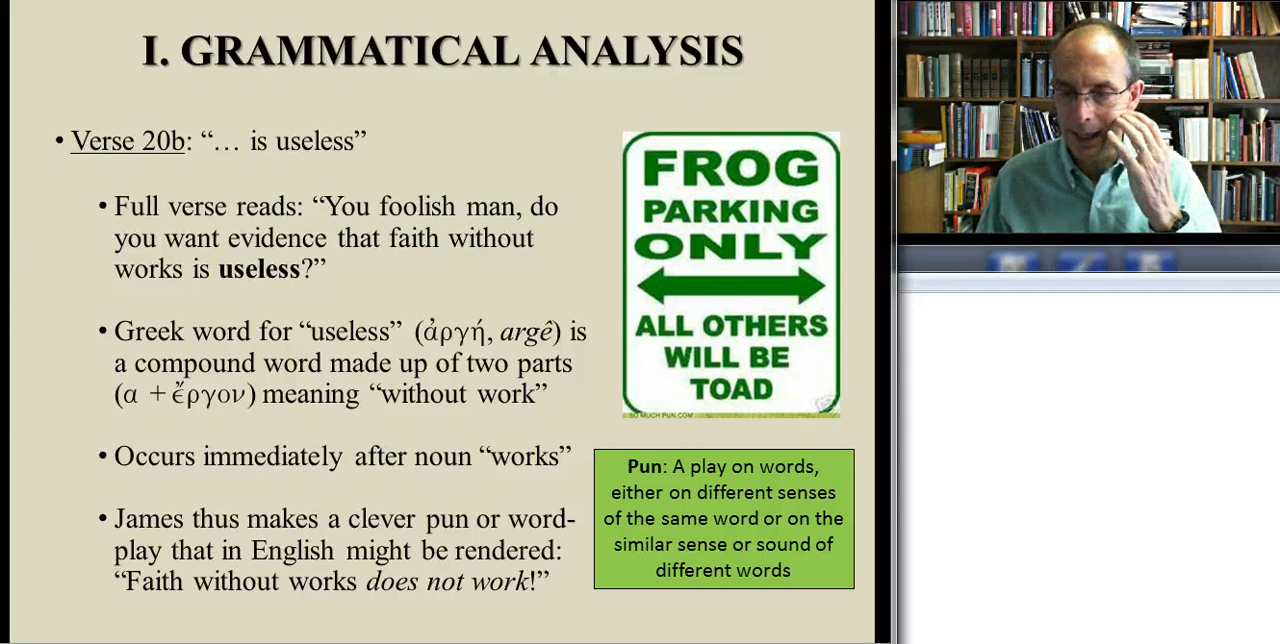 I. GRAMMATICAL ANALYSIS
• Verse 20b: “… is useless”
• Full verse reads: “You foolish man, do
you want evidence that faith without
works is useless?”
• Greek word for “useless” (ἀργή, argê) is
a compound word made up of two parts
(α + ἔργον) meaning “without work”
• Occurs immediately after noun “works”
• James thus makes a clever pun or word-
play that in English might be rendered:
“Faith without works does not work!”
FROG
PARKING
ONLY
ALL OTHERS
WILL BE
TOAD
SO MUCH PUN.COM
Pun: A play on words,
either on different senses
of the same word or on the
similar sense or sound of
different words